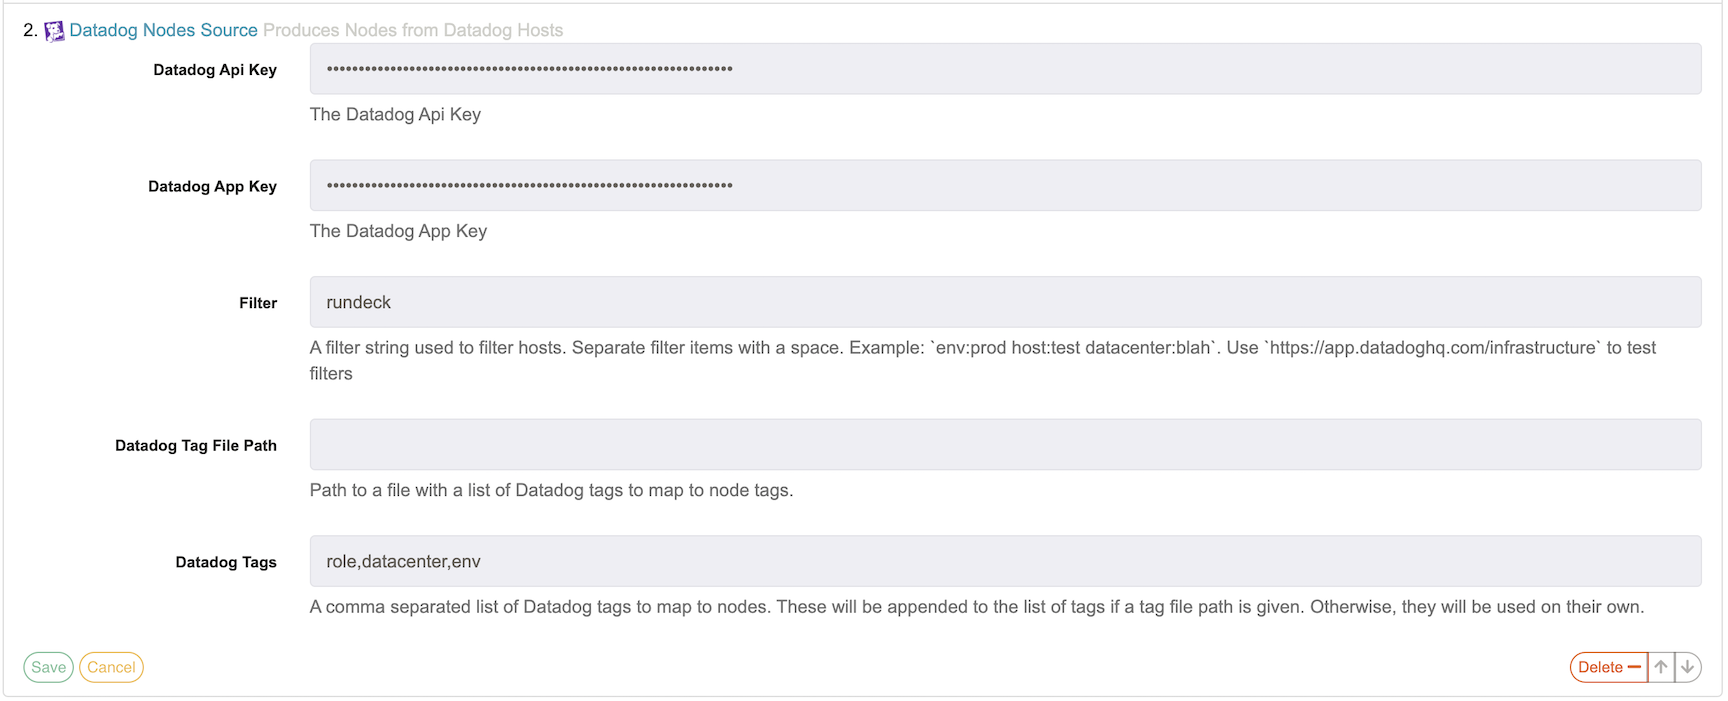 2. Datadog Nodes Source Produces Nodes from Datadog Hosts
Datadog Api Key
••••••••••••••••••••••••••••••••••••••••••••••••••••••••••••••••
The Datadog Api Key
Datadog App Key
••••••••••••••••••••••••••••••••••••••••••••••••••••••••••••••••
The Datadog App Key
Filter
rundeck
A filter string used to filter hosts. Separate filter items with a space. Example: `env:prod host:test datacenter:blah`. Use `https://app.datadoghq.com/infrastructure` to test
filters
Datadog Tag File Path
Path to a file with a list of Datadog tags to map to node tags.
Datadog Tags
role,datacenter,env
A comma separated list of Datadog tags to map to nodes. These will be appended to the list of tags if a tag file path is given. Otherwise, they will be used on their own.
Save Cancel Delete